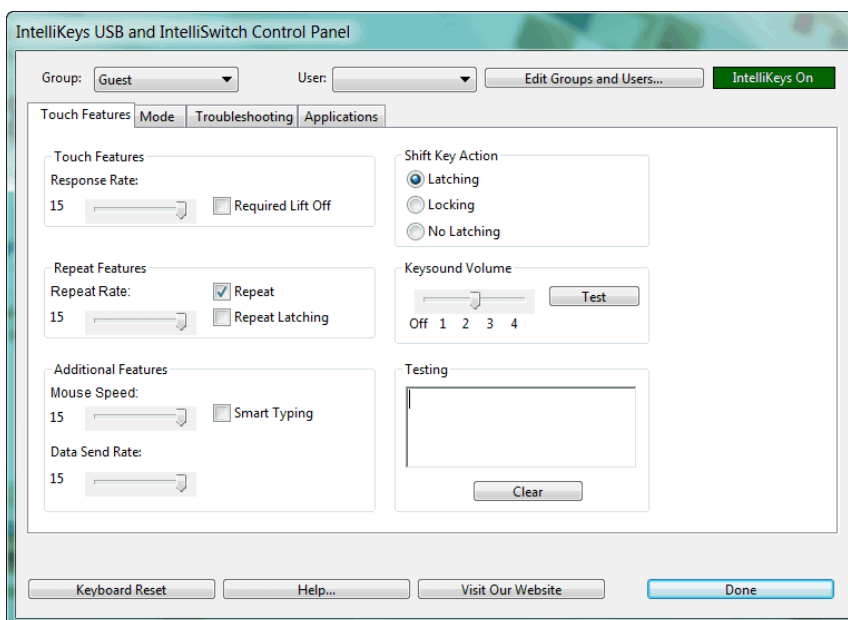 IntelliKeys USB and IntelliSwitch Control Panel
Group: Guest User: Edit Groups and Users... IntelliKeys On
Touch Features Mode Troubleshooting Applications
Touch Features
Response Rate:
15 Required Lift Off
Shift Key Action
Latching
Locking
No Latching
Repeat Features
Repeat Rate: Repeat
15 Repeat Latching
Keysound Volume
Test
Off 1 2 3 4
Additional Features
Mouse Speed:
15 Smart Typing
Data Send Rate:
15
Testing
Clear
Keyboard Reset Help... Visit Our Website Done